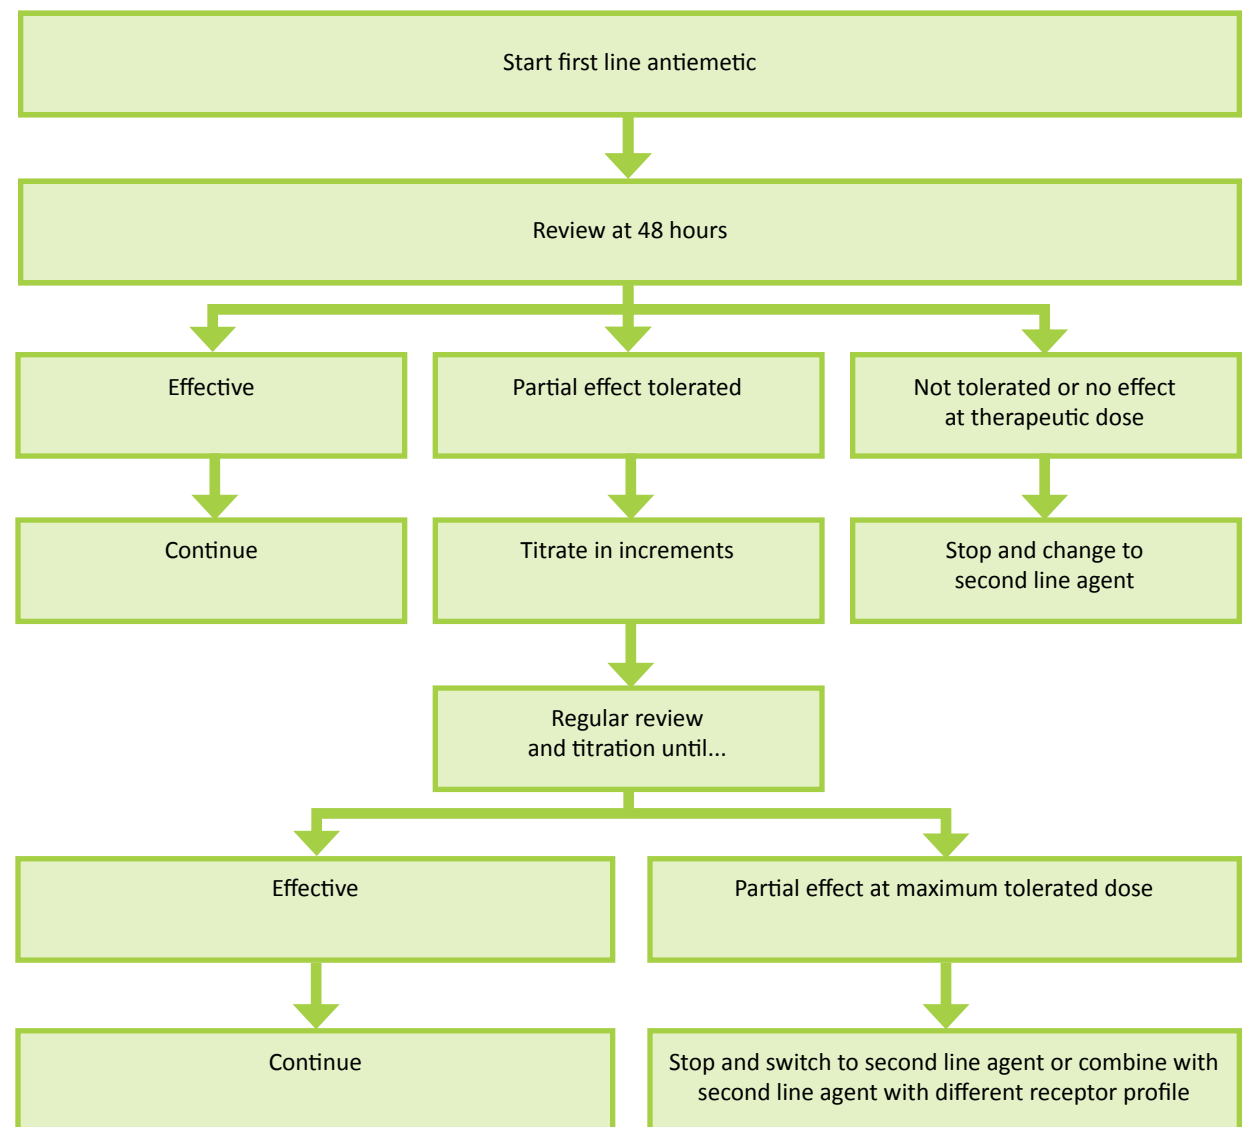 Start first line antiemetic
Review at 48 hours
Effective
Partial effect tolerated
Not tolerated or no effect
at therapeutic dose
Continue
Titrate in increments
Stop and change to
second line agent
Regular review
and titration until...
Effective
Partial effect at maximum tolerated dose
Continue
Stop and switch to second line agent or combine with
second line agent with different receptor profile